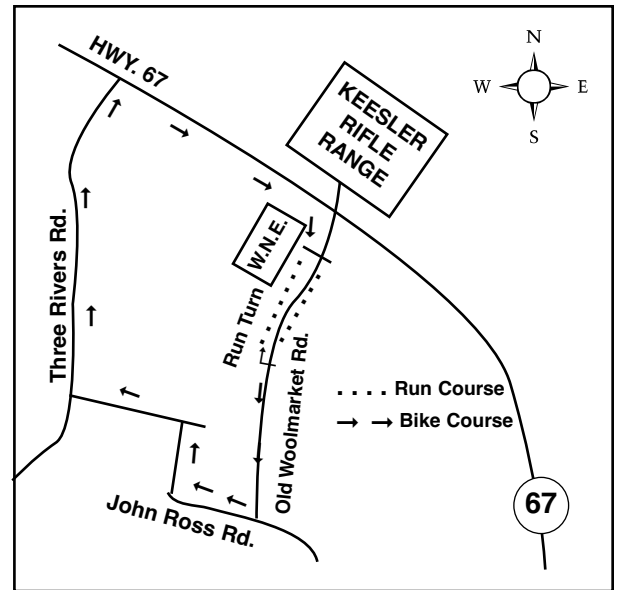 HWY. 67
KEESLER
RIFLE
RANGE
N
W E
S
W.N.E.
Three Rivers Rd.
Run Turn
Old Woolmarket Rd.
Run Course
Bike Course
John Ross Rd.
67